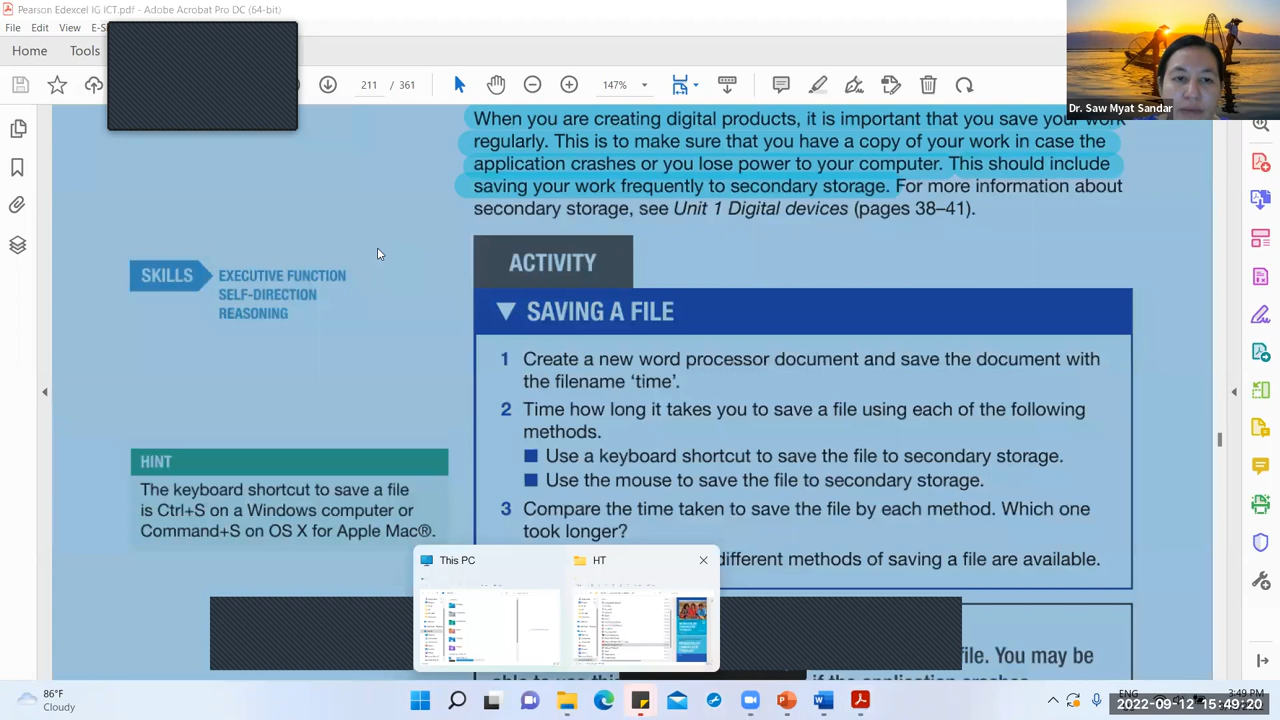 Pearson Edexcel IG ICT.pdf - Adobe Acrobat Pro DC (64-bit)
File Edit View E-S
Home Tools
211 / 351 147%
Dr. Saw Myat Sandar
When you are creating digital products, it is important that you save your work
regularly. This is to make sure that you have a copy of your work in case the
application crashes or you lose power to your computer. This should include
saving your work frequently to secondary storage. For more information about
secondary storage, see Unit 1 Digital devices (pages 38–41).
SKILLS
EXECUTIVE FUNCTION
SELF-DIRECTION
REASONING
ACTIVITY
▼ SAVING A FILE
1 Create a new word processor document and save the document with
the filename ‘time’.
2 Time how long it takes you to save a file using each of the following
methods.
■ Use a keyboard shortcut to save the file to secondary storage.
■ Use the mouse to save the file to secondary storage.
3 Compare the time taken to save the file by each method. Which one
took longer?
different methods of saving a file are available.
HINT
The keyboard shortcut to save a file
is Ctrl+S on a Windows computer or
Command+S on OS X for Apple Mac®.
This PC
HT
ile. You may be
if the application crashes
86°F
Cloudy
ENG
3:49 PM
2022-09-12 15:49:20